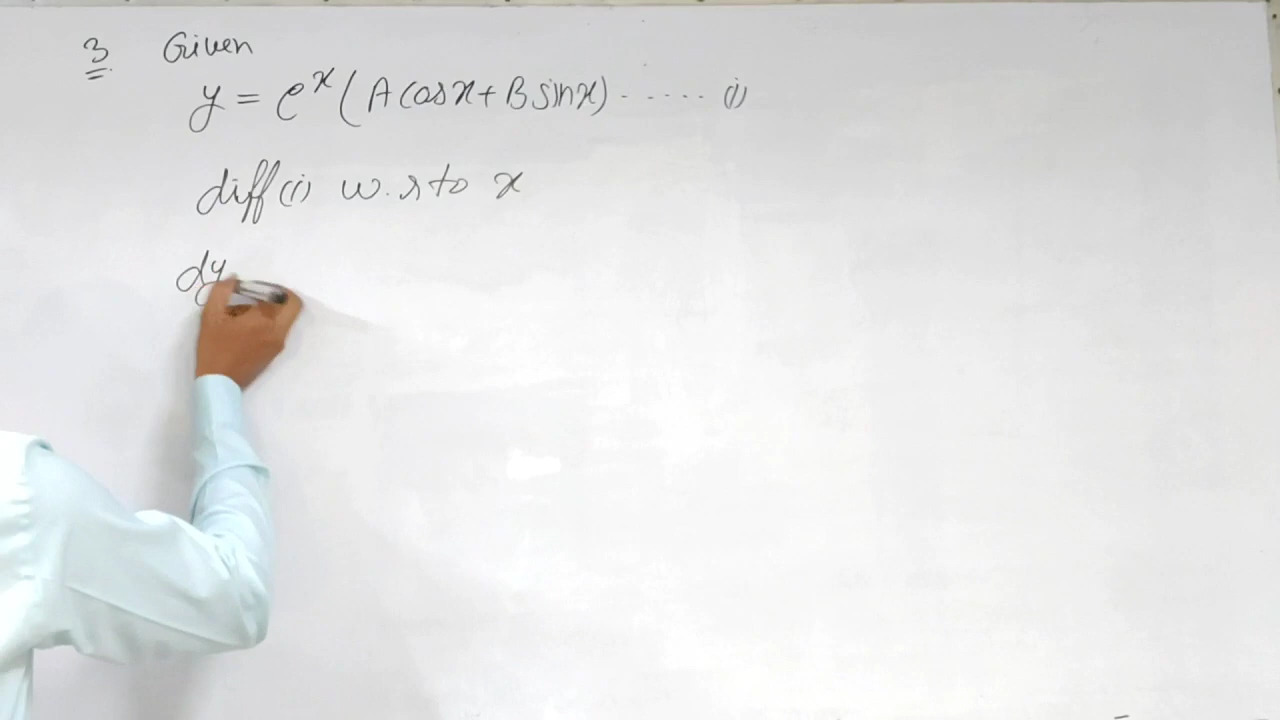 3 Given
y = e^x (A cos x + B sin x) ...... (i)
diff (i) w.r to x
dy